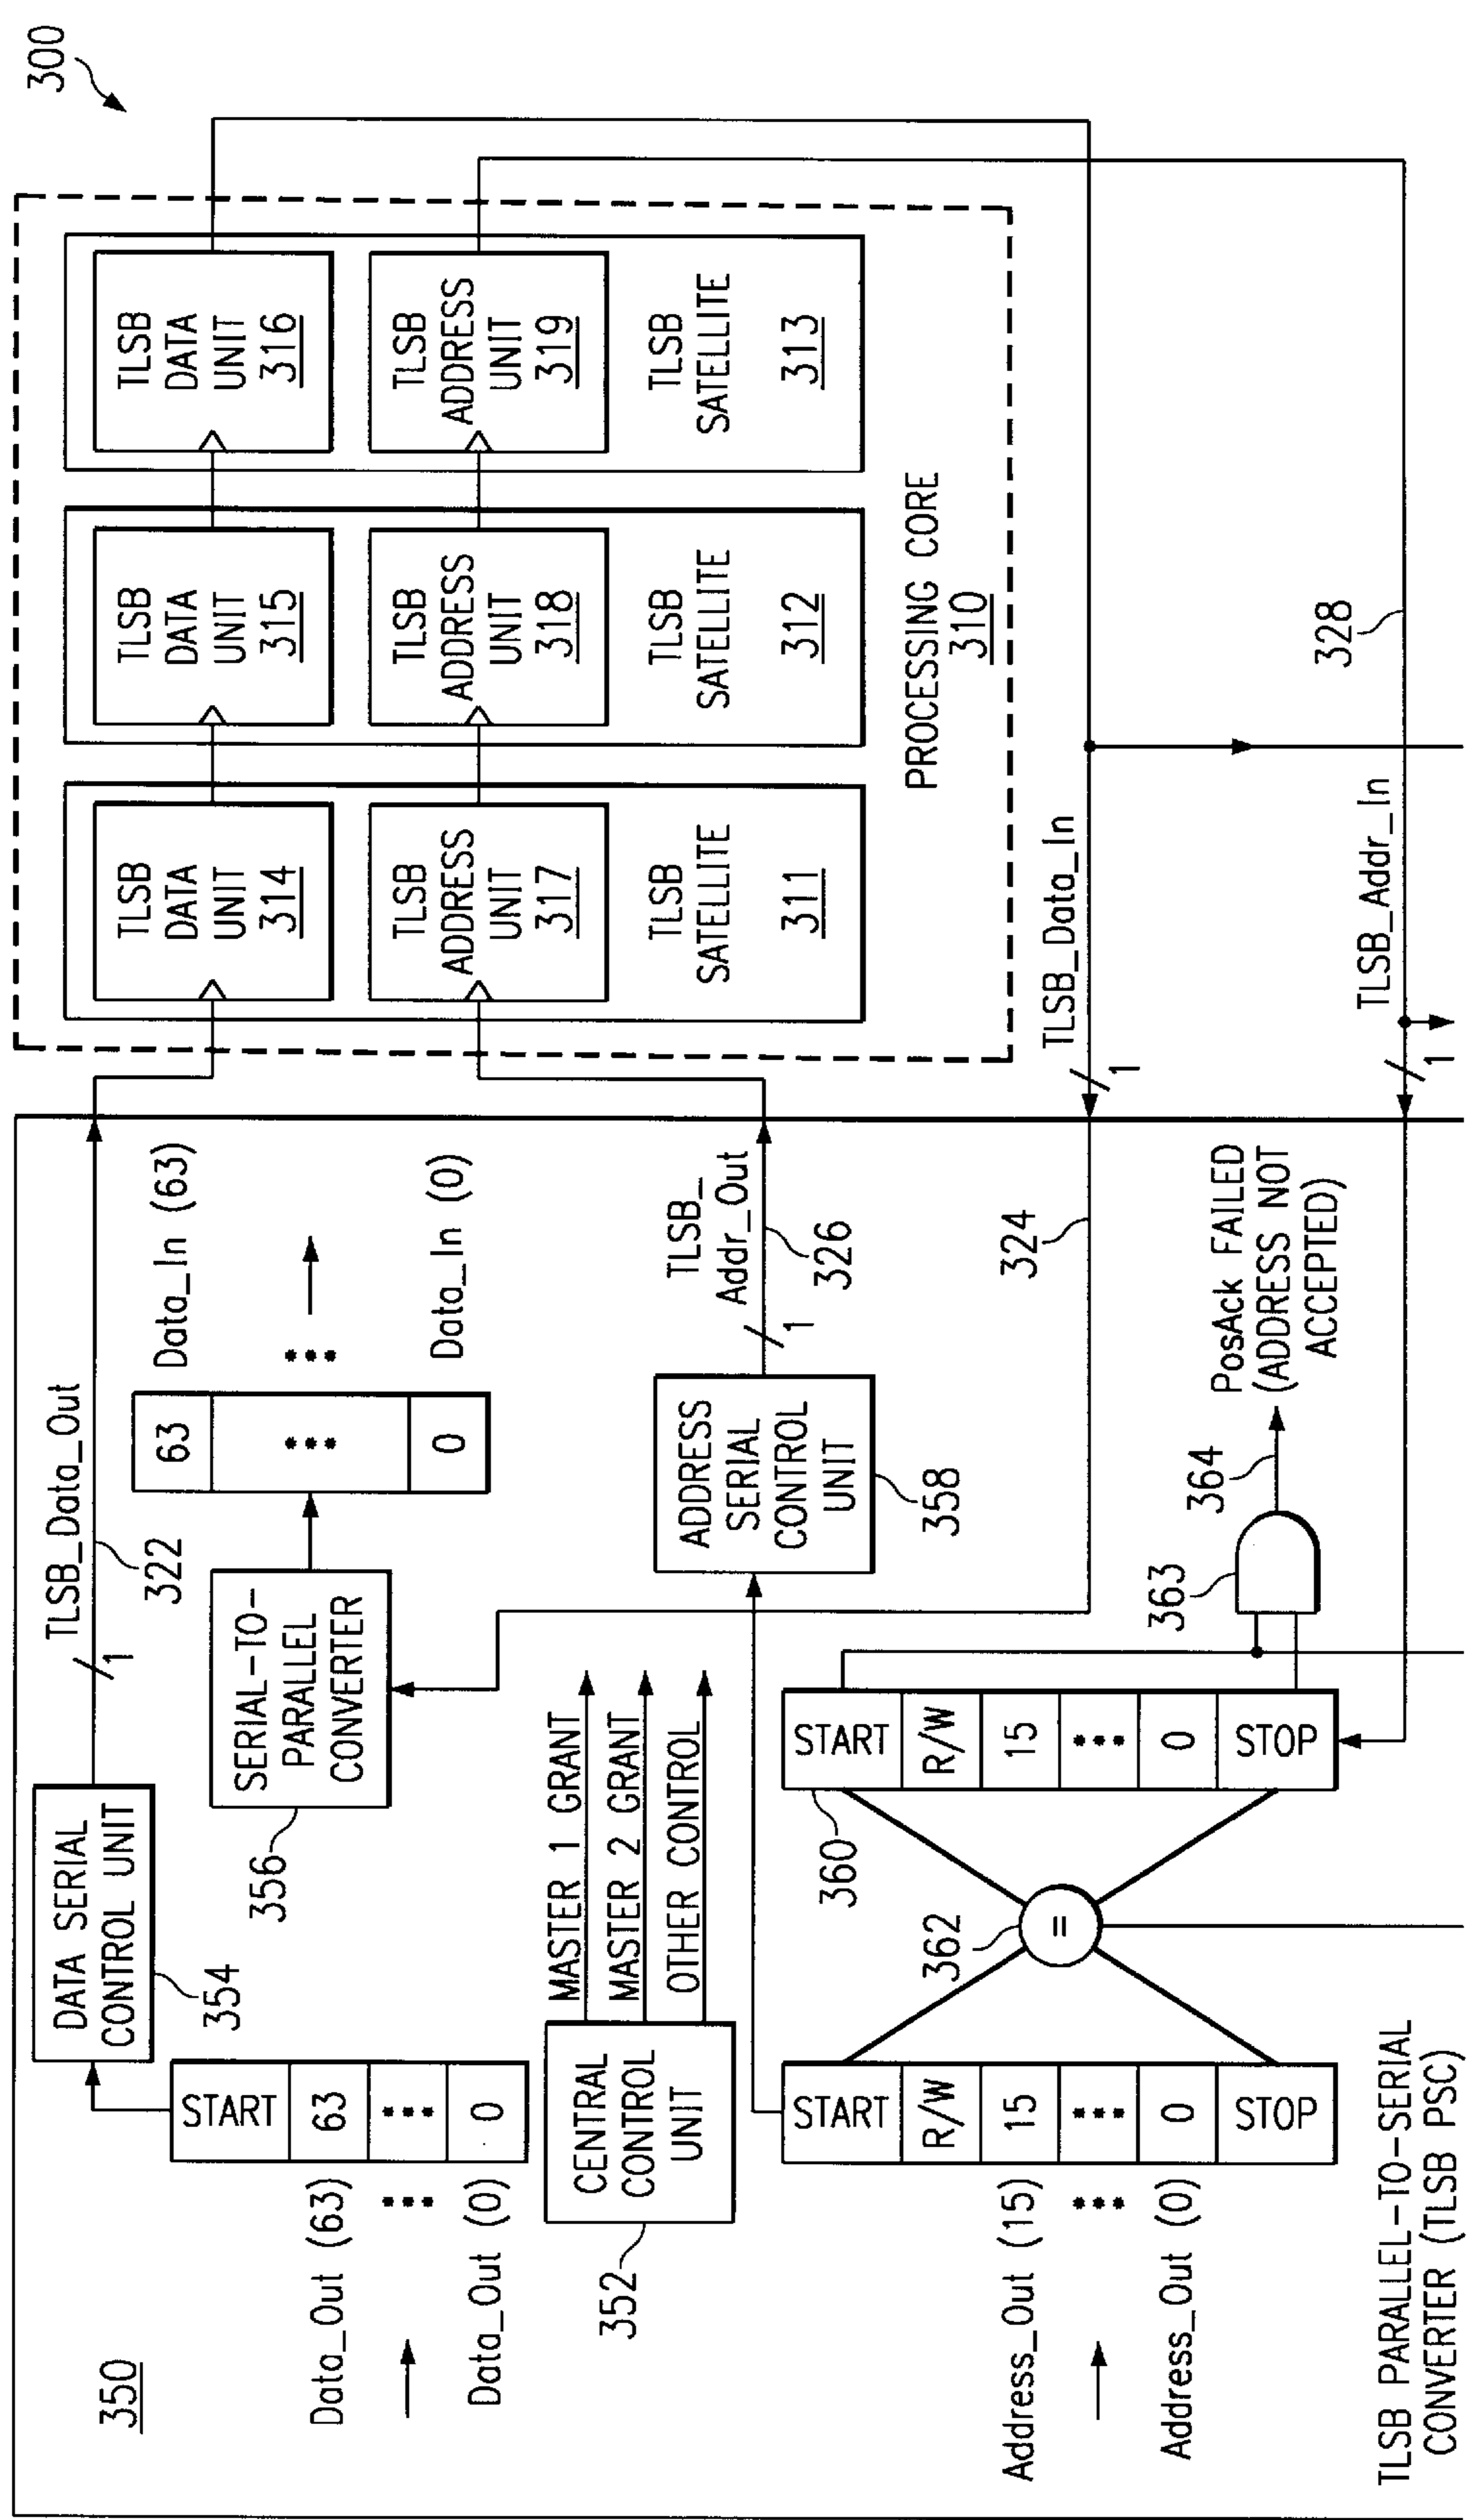 300
350
DATA SERIAL
CONTROL UNIT
354
TLSB_Data_Out
1
322
START
63
0
Data_Out (63)
Data_Out (0)
SERIAL-TO-
PARALLEL
CONVERTER
356
63
0
Data_In (63)
Data_In (0)
CENTRAL
CONTROL
UNIT
352
MASTER 1 GRANT
MASTER 2 GRANT
OTHER CONTROL
ADDRESS
SERIAL
CONTROL
UNIT
358
TLSB_
Addr_Out
1
326
324
START
R/W
15
0
STOP
Address_Out (15)
Address_Out (0)
362
=
START
R/W
15
0
STOP
360
363
364
PosAck FAILED
(ADDRESS NOT
ACCEPTED)
TLSB PARALLEL-TO-SERIAL
CONVERTER (TLSB PSC)
TLSB
DATA
UNIT
314
TLSB
ADDRESS
UNIT
317
TLSB
SATELLITE
311
TLSB
DATA
UNIT
315
TLSB
ADDRESS
UNIT
318
TLSB
SATELLITE
312
TLSB
DATA
UNIT
316
TLSB
ADDRESS
UNIT
319
TLSB
SATELLITE
313
PROCESSING CORE
310
TLSB_Data_In
1
TLSB_Addr_In
1
328